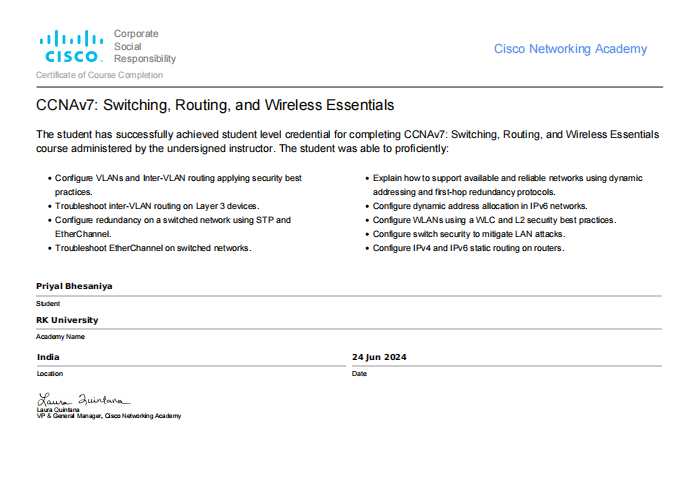 CISCO
Corporate
Social
Responsibility
Cisco Networking Academy
Certificate of Course Completion
CCNAv7: Switching, Routing, and Wireless Essentials
The student has successfully achieved student level credential for completing CCNAv7: Switching, Routing, and Wireless Essentials
course administered by the undersigned instructor. The student was able to proficiently:
• Configure VLANs and Inter-VLAN routing applying security best
practices.
• Troubleshoot inter-VLAN routing on Layer 3 devices.
• Configure redundancy on a switched network using STP and
EtherChannel.
• Troubleshoot EtherChannel on switched networks.
• Explain how to support available and reliable networks using dynamic
addressing and first-hop redundancy protocols.
• Configure dynamic address allocation in IPv6 networks.
• Configure WLANs using a WLC and L2 security best practices.
• Configure switch security to mitigate LAN attacks.
• Configure IPv4 and IPv6 static routing on routers.
Priyal Bhesaniya
Student
RK University
Academy Name
India
Location
24 Jun 2024
Date
Laura Quintana
Laura Quintana
VP & General Manager, Cisco Networking Academy